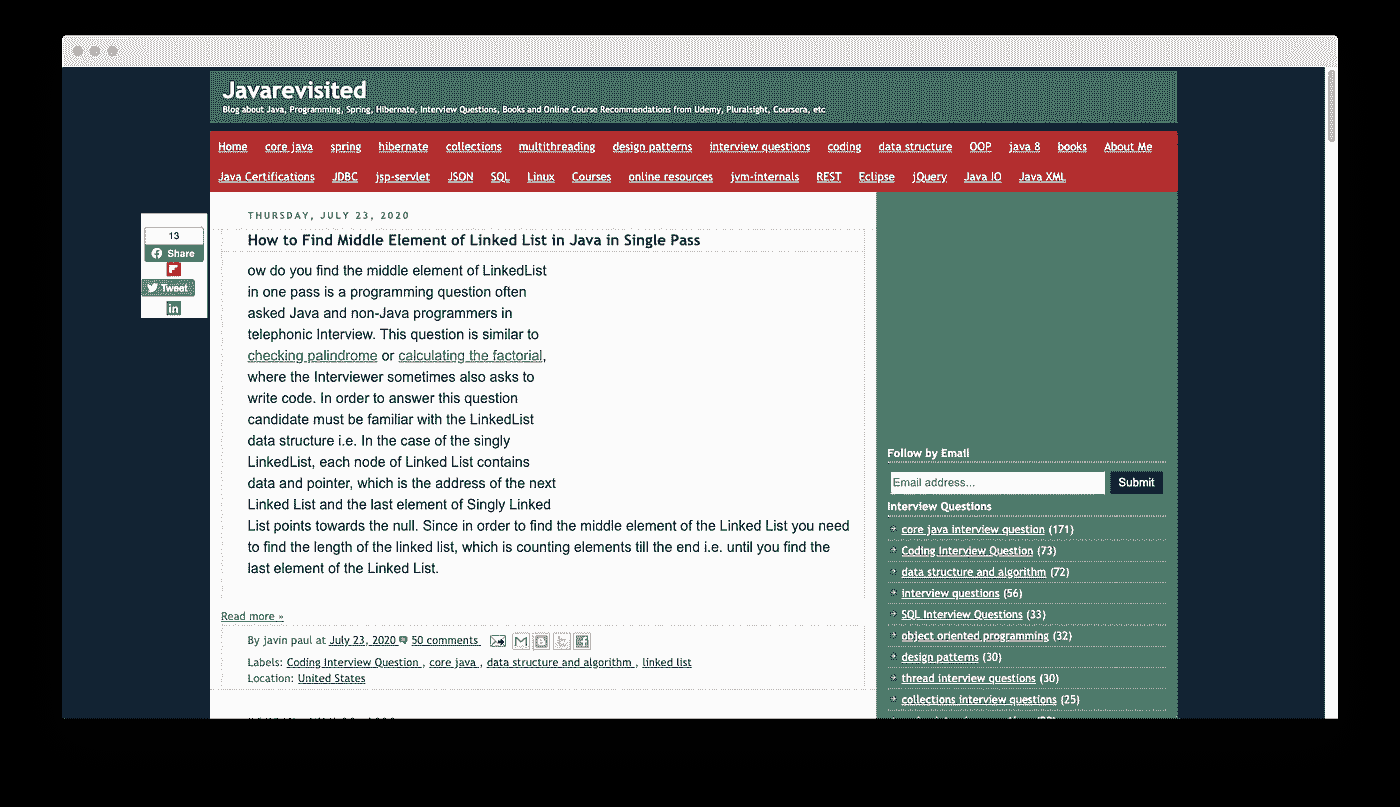 Javarevisited
Blog about Java, Programming, Spring, Hibernate, Interview Questions, Books and Online Course Recommendations from Udemy, Pluralsight, Coursera, etc
Home core java spring hibernate collections multithreading design patterns interview questions coding data structure OOP java 8 books About Me
Java Certifications JDBC jsp-servlet JSON SQL Linux Courses online resources jvm-internals REST Eclipse jQuery Java IO Java XML
13
Share
Tweet
in
THURSDAY, JULY 23, 2020
How to Find Middle Element of Linked List in Java in Single Pass
ow do you find the middle element of LinkedList
in one pass is a programming question often
asked Java and non-Java programmers in
telephonic Interview. This question is similar to
checking palindrome or calculating the factorial,
where the Interviewer sometimes also asks to
write code. In order to answer this question
candidate must be familiar with the LinkedList
data structure i.e. In the case of the singly
LinkedList, each node of Linked List contains
data and pointer, which is the address of the next
Linked List and the last element of Singly Linked
List points towards the null. Since in order to find the middle element of the Linked List you need
to find the length of the linked list, which is counting elements till the end i.e. until you find the
last element of the Linked List.
Read more »
By javin paul at July 23, 2020 50 comments
Labels: Coding Interview Question , core java , data structure and algorithm , linked list
Location: United States
Follow by Email
Email address...
Submit
Interview Questions
core java interview question (171)
Coding Interview Question (73)
data structure and algorithm (72)
interview questions (56)
SQL Interview Questions (33)
object oriented programming (32)
design patterns (30)
thread interview questions (30)
collections interview questions (25)